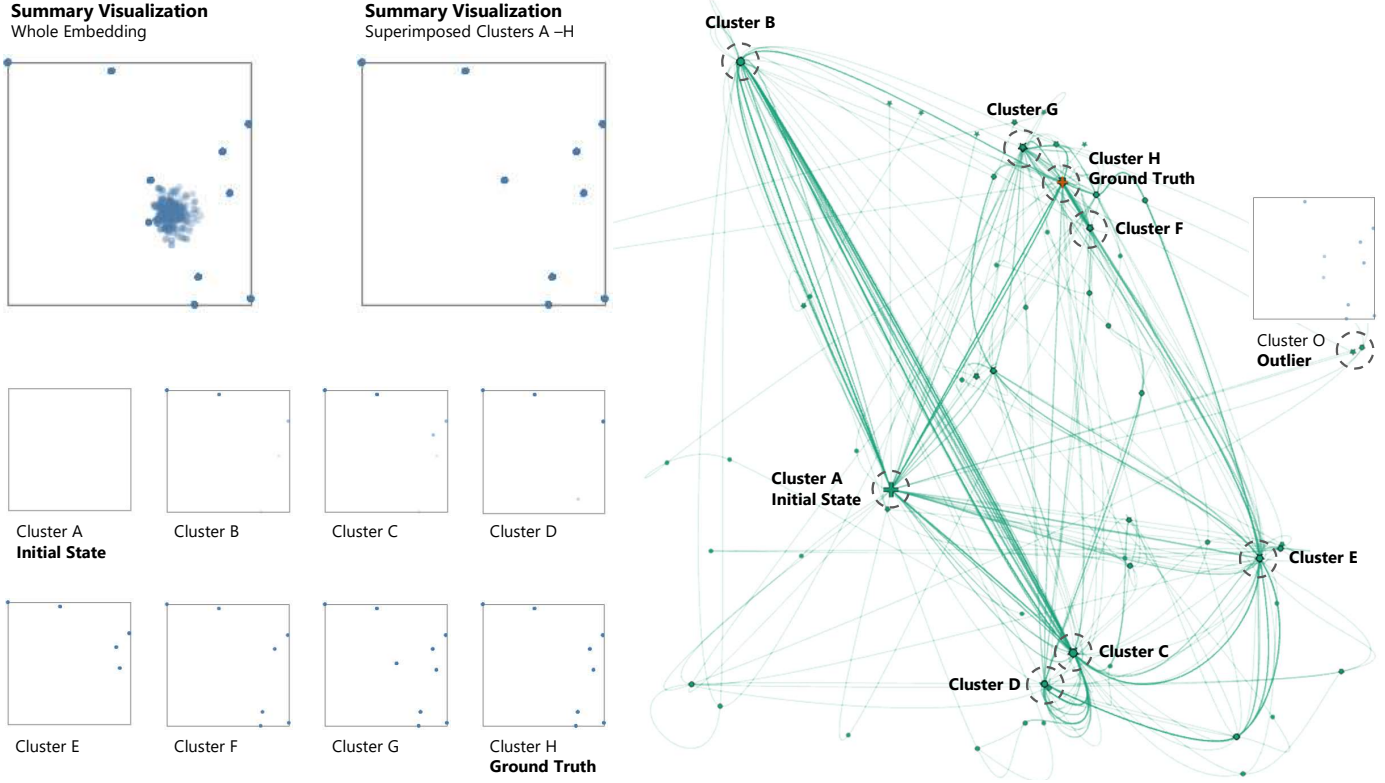 Summary Visualization
Whole Embedding
Summary Visualization
Superimposed Clusters A –H
Cluster A
Initial State
Cluster B
Cluster C
Cluster D
Cluster E
Cluster F
Cluster G
Cluster H
Ground Truth
Cluster B
Cluster G
Cluster H
Ground Truth
Cluster F
Cluster O
Outlier
Cluster A
Initial State
Cluster E
Cluster C
Cluster D